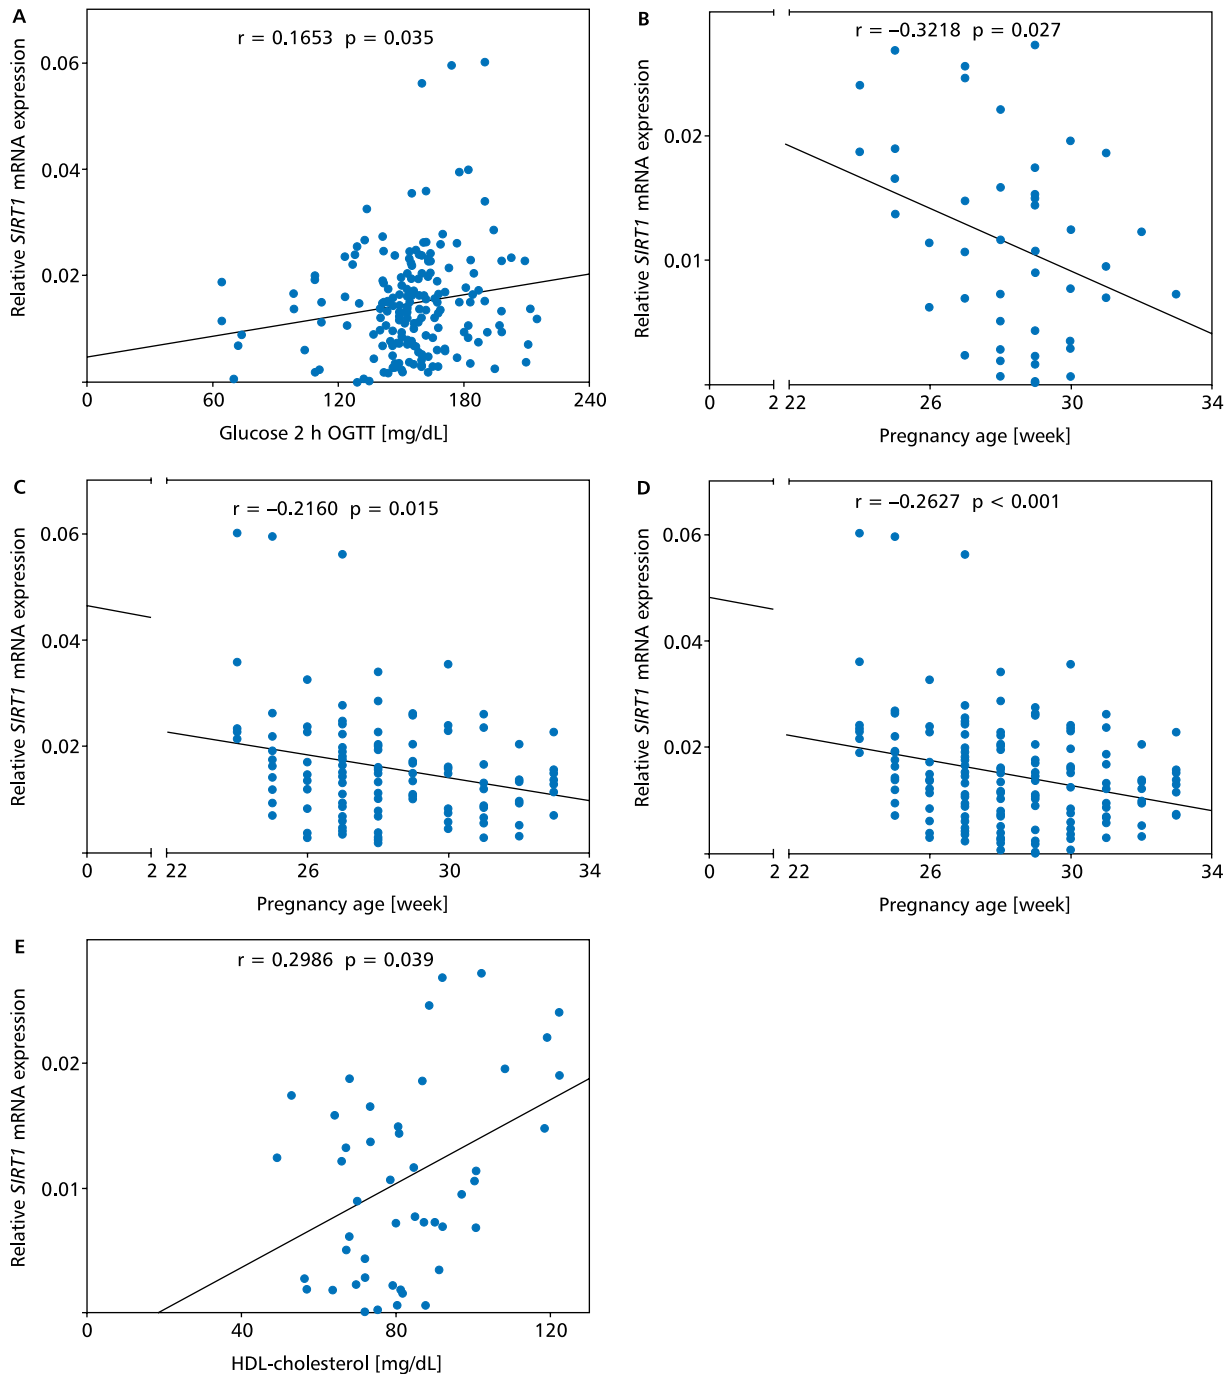 A
r = 0.1653 p = 0.035
Relative SIRT1 mRNA expression
0.06
0.04
0.02
0 60 120 180 240
Glucose 2 h OGTT [mg/dL]
B
r = –0.3218 p = 0.027
Relative SIRT1 mRNA expression
0.02
0.01
0 2 22 26 30 34
Pregnancy age [week]
C
r = –0.2160 p = 0.015
Relative SIRT1 mRNA expression
0.06
0.04
0.02
0 2 22 26 30 34
Pregnancy age [week]
D
r = –0.2627 p < 0.001
Relative SIRT1 mRNA expression
0.06
0.04
0.02
0 2 22 26 30 34
Pregnancy age [week]
E
r = 0.2986 p = 0.039
Relative SIRT1 mRNA expression
0.02
0.01
0 40 80 120
HDL-cholesterol [mg/dL]